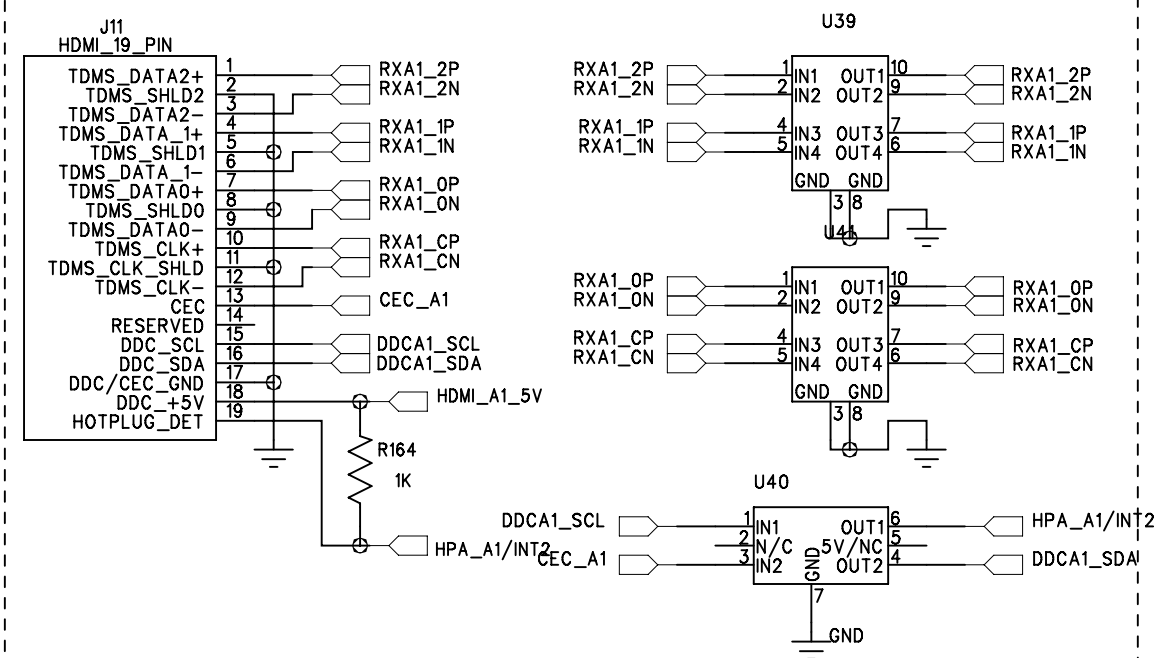 J11
HDMI_19_PIN
TDMS_DATA2+ 1 RXA1_2P
TDMS_SHLD2 2 RXA1_2N
TDMS_DATA2- 3
TDMS_DATA_1+ 4 RXA1_1P
TDMS_SHLD1 5 RXA1_1N
TDMS_DATA_1- 6
TDMS_DATA0+ 7 RXA1_0P
TDMS_SHLD0 8 RXA1_0N
TDMS_DATA0- 9
TDMS_CLK+ 10 RXA1_CP
TDMS_CLK_SHLD 11 RXA1_CN
TDMS_CLK- 12
CEC 13 CEC_A1
RESERVED 14
DDC_SCL 15 DDCA1_SCL
DDC_SDA 16 DDCA1_SDA
DDC/CEC_GND 17
DDC_+5V 18 HDMI_A1_5V
HOTPLUG_DET 19
R164
1K
HPA_A1/INT2
U39
RXA1_2P 1 IN1 OUT1 10 RXA1_2P
RXA1_2N 2 IN2 OUT2 9 RXA1_2N
RXA1_1P 4 IN3 OUT3 7 RXA1_1P
RXA1_1N 5 IN4 OUT4 6 RXA1_1N
GND GND
3 8
U41
RXA1_0P 1 IN1 OUT1 10 RXA1_0P
RXA1_0N 2 IN2 OUT2 9 RXA1_0N
RXA1_CP 4 IN3 OUT3 7 RXA1_CP
RXA1_CN 5 IN4 OUT4 6 RXA1_CN
GND GND
3 8
U40
DDCA1_SCL 1 IN1 OUT1 6 HPA_A1/INT2
2 N/C 5V/NC 5
CEC_A1 3 IN2 OUT2 4 DDCA1_SDA
GND
7
GND